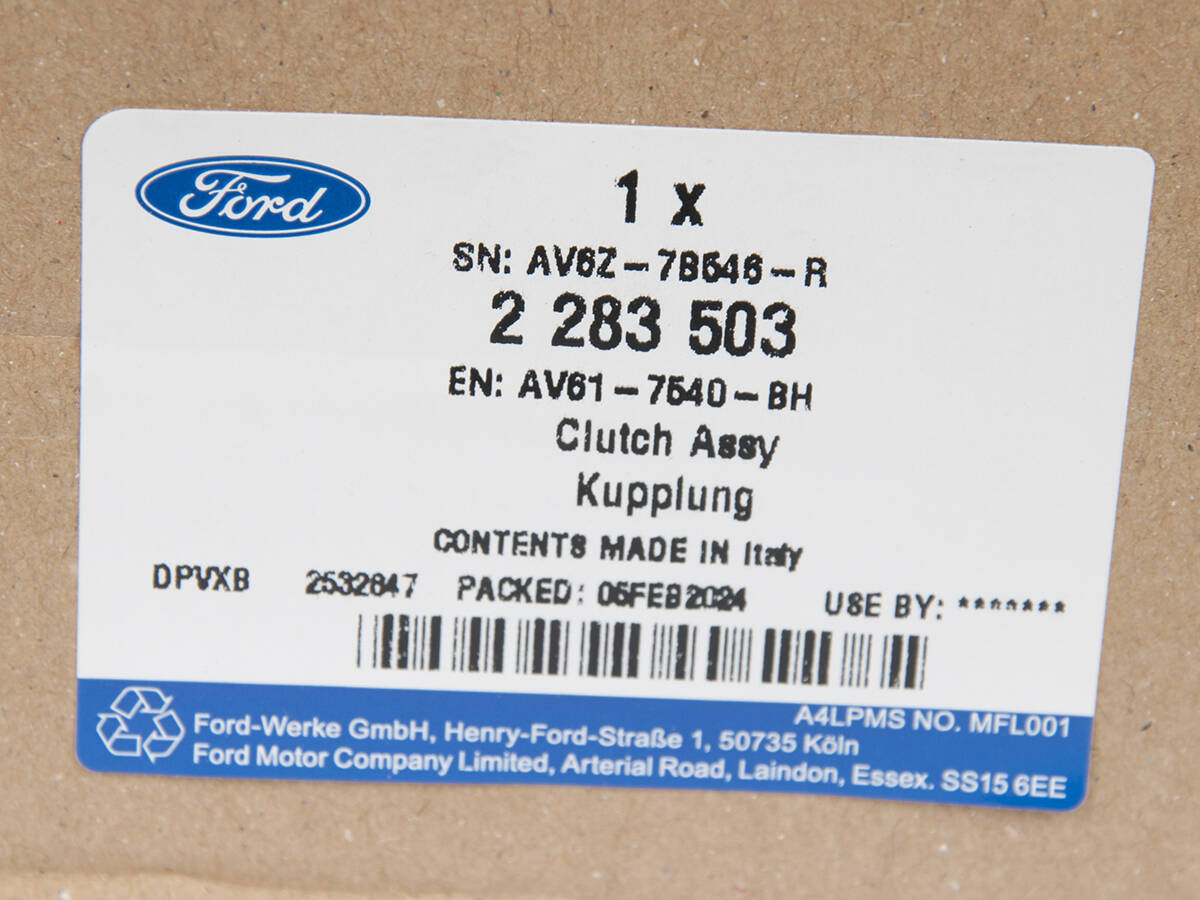 Ford
1 x
SN: AV6Z-7B546-R
2 283 503
EN: AV61-7540-BH
Clutch Assy
Kupplung
CONTENTS MADE IN Italy
DPVXB 2532647 PACKED: 05FEB2024 USE BY: *******
A4LPMS NO. MFL001
Ford-Werke GmbH, Henry-Ford-Straße 1, 50735 Köln
Ford Motor Company Limited, Arterial Road, Laindon, Essex. SS15 6EE